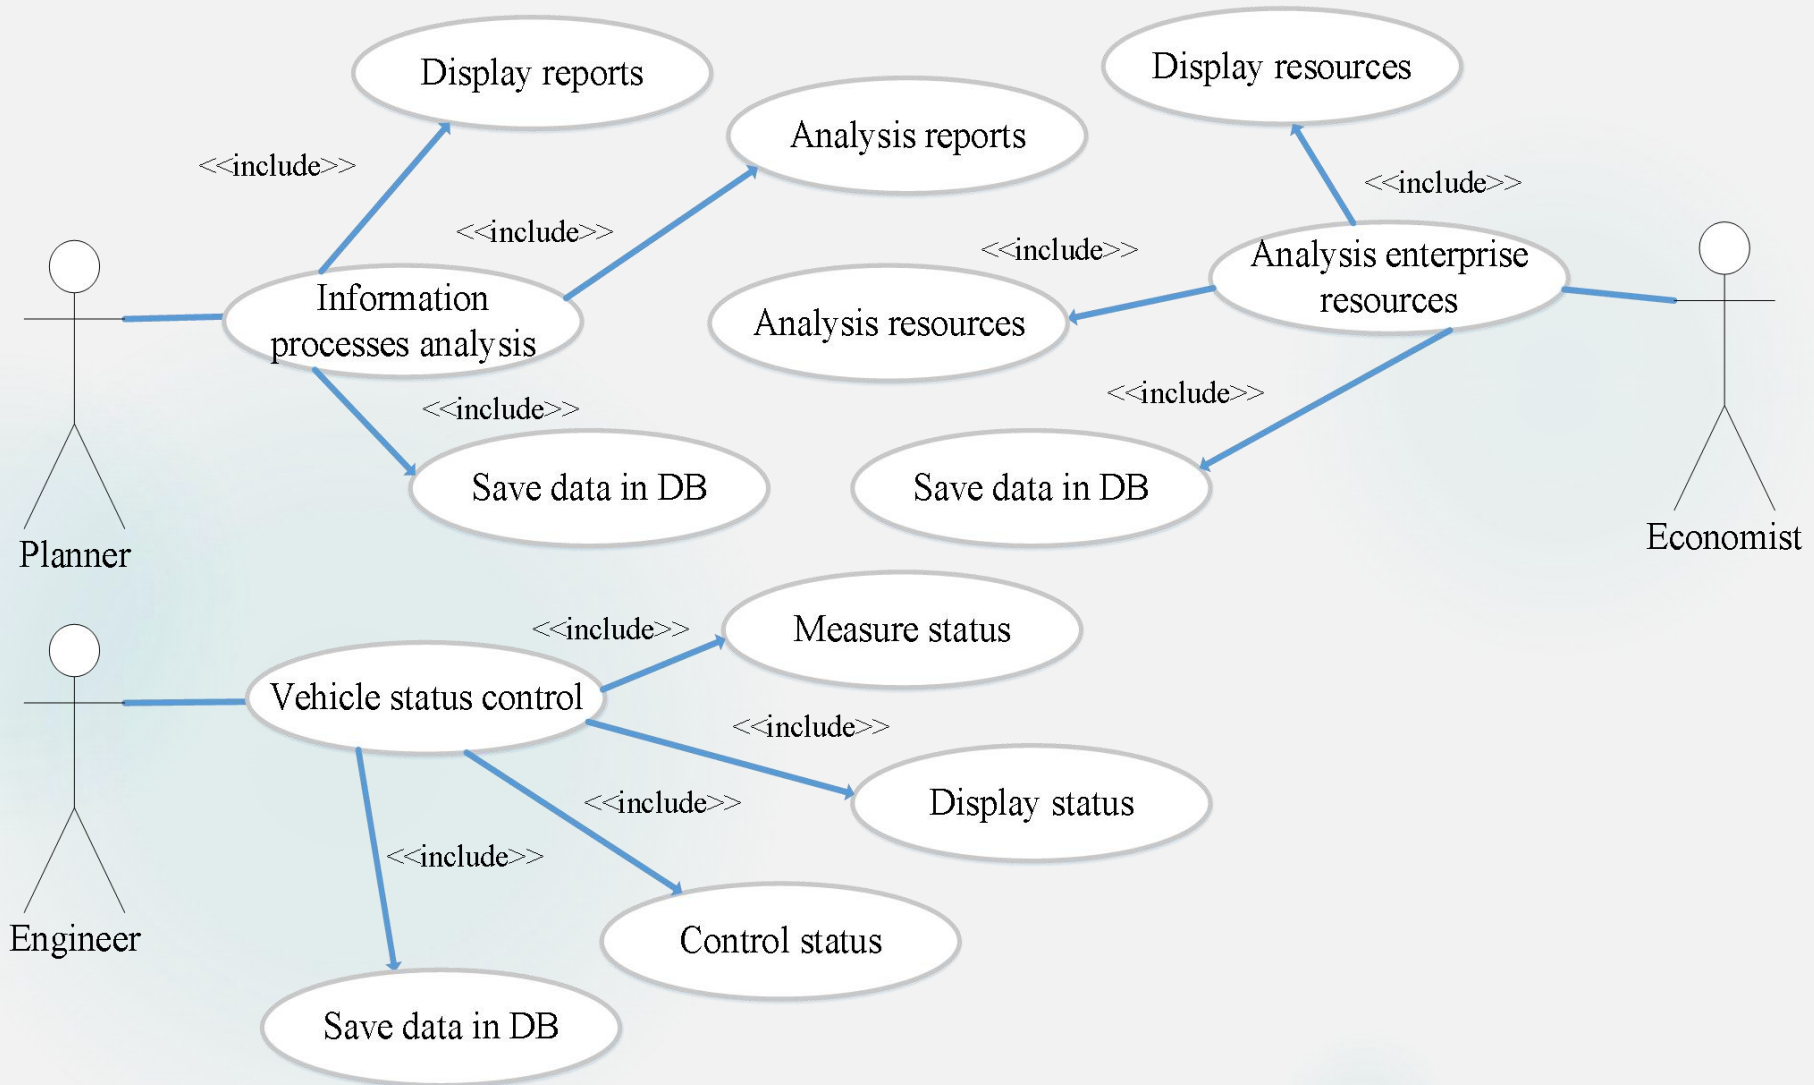 Display reports
Display resources
Analysis reports
<<include>>
<<include>>
<<include>>
<<include>>
Analysis enterprise
resources
Information
processes analysis
Analysis resources
<<include>>
<<include>>
Save data in DB
Save data in DB
Planner
Economist
<<include>>
Measure status
Vehicle status control
<<include>>
Display status
<<include>>
<<include>>
Control status
Engineer
Save data in DB